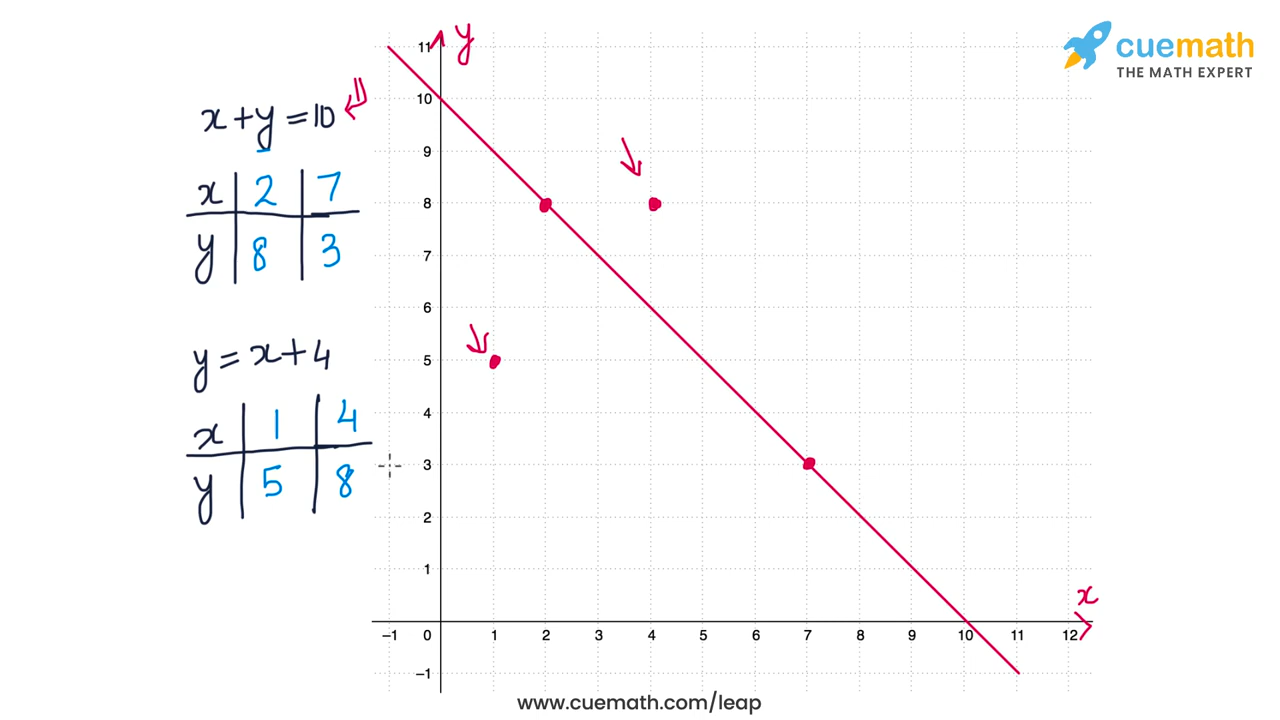 cuemath
THE MATH EXPERT
x+y=10
x | 2 | 7
y | 8 | 3
y=x+4
x | 1 | 4
y | 5 | 8
y
11
10
9
8
7
6
5
4
3
2
1
x
−1 0 1 2 3 4 5 6 7 8 9 10 11 12
−1
www.cuemath.com/leap